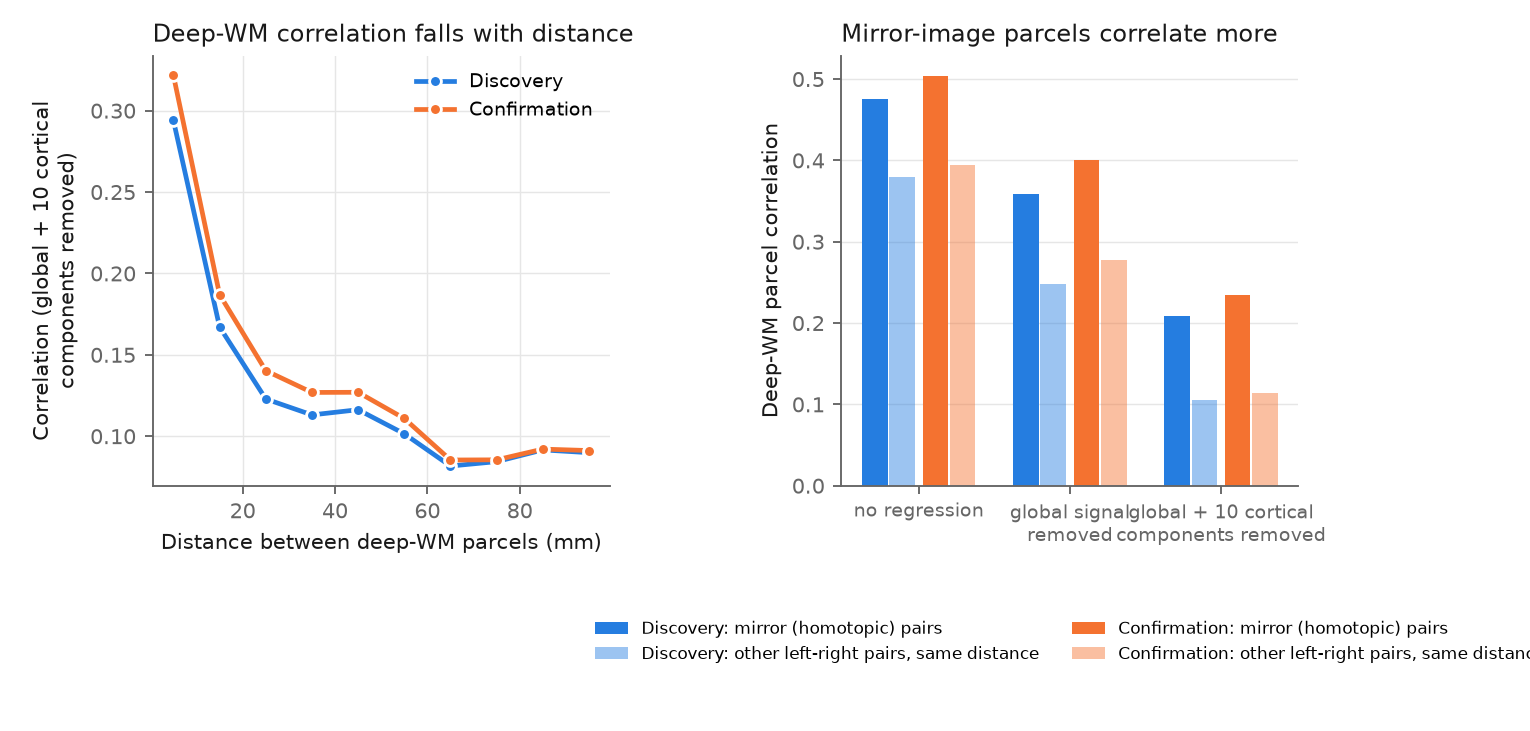 Deep-WM correlation falls with distance
Correlation (global + 10 cortical
components removed)
0.30
0.25
0.20
0.15
0.10
Discovery
Confirmation
20 40 60 80
Distance between deep-WM parcels (mm)
Mirror-image parcels correlate more
Deep-WM parcel correlation
0.5
0.4
0.3
0.2
0.1
0.0
no regression
global signal
removed
global + 10 cortical
components removed
Discovery: mirror (homotopic) pairs
Discovery: other left-right pairs, same distance
Confirmation: mirror (homotopic) pairs
Confirmation: other left-right pairs, same distanc